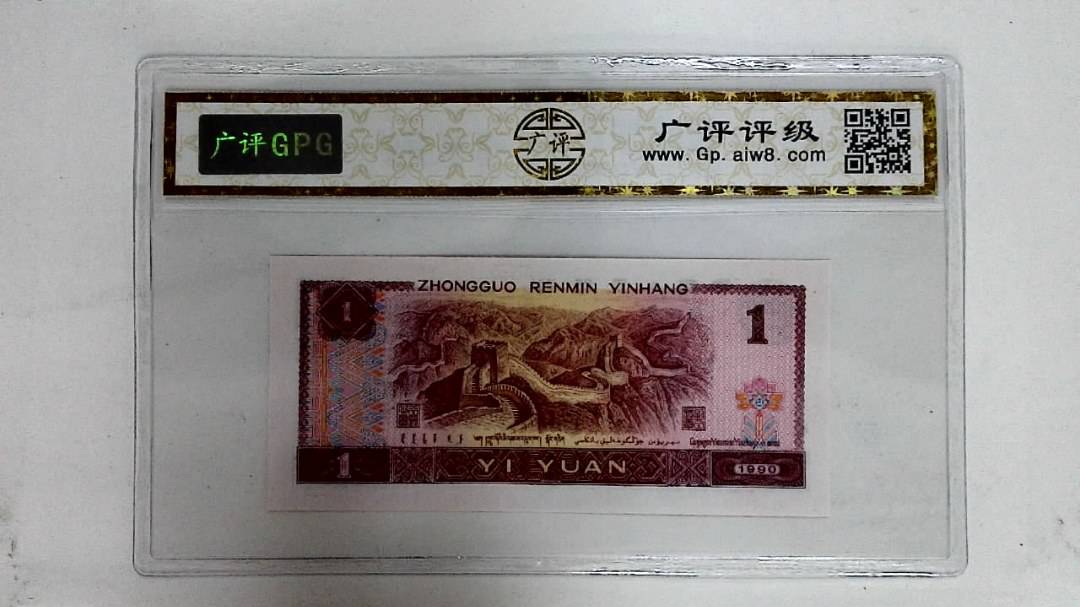 广评GPG
广评
广评评级
www.Gp.aiw8.com
ZHONGGUO RENMIN YINHANG
1
1
1
YI YUAN
1990